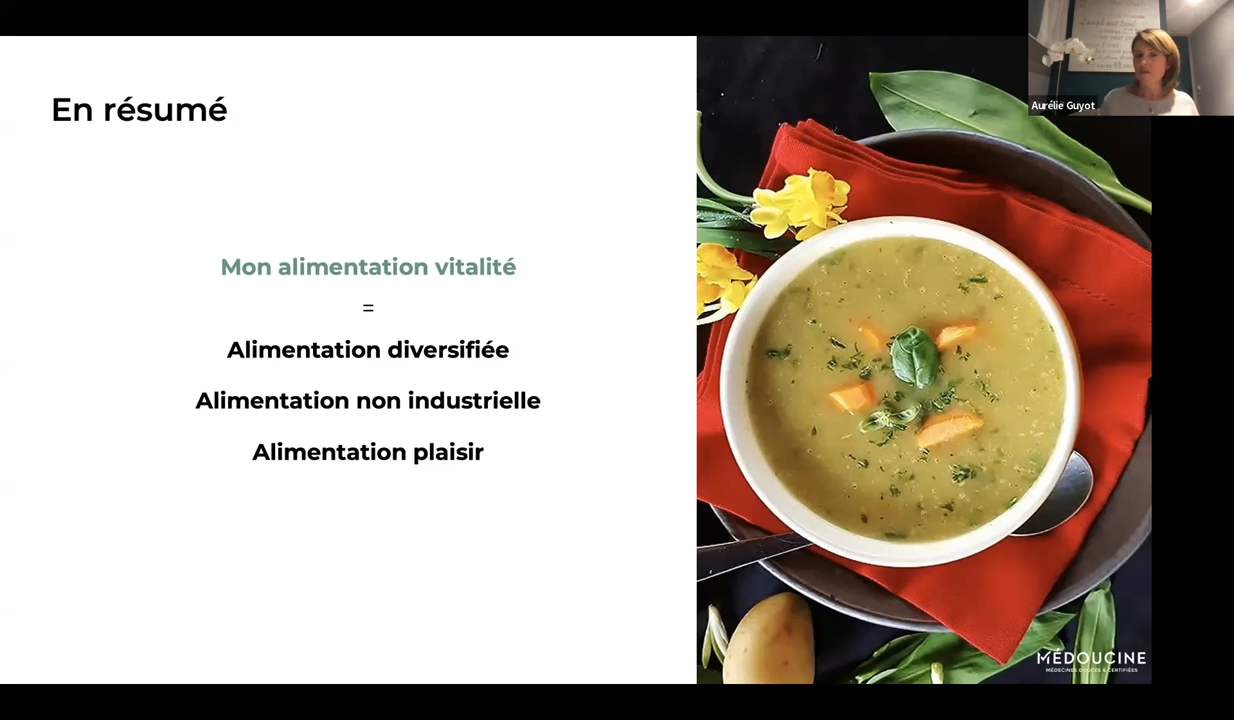 En résumé
Mon alimentation vitalité
=
Alimentation diversifiée
Alimentation non industrielle
Alimentation plaisir
Aurélie Guyot
MÉDOUCINE
MÉDECINES DOUCES & CERTIFIÉES